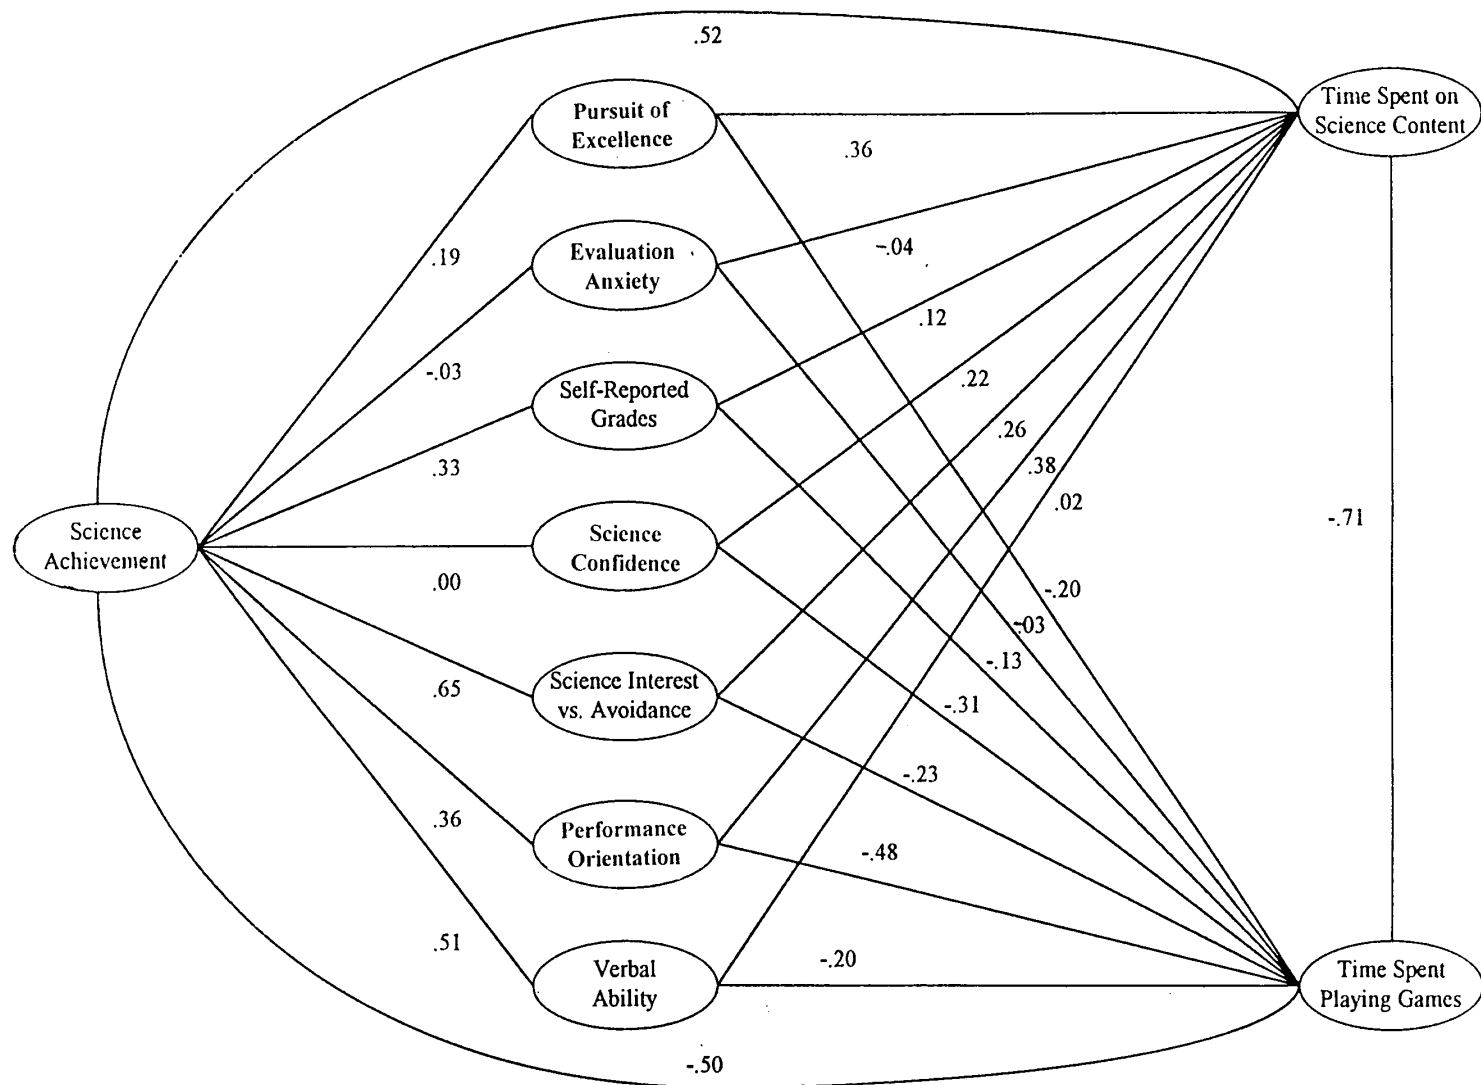 .52
Time Spent on
Science Content
Pursuit of
Excellence
.36
.19
Evaluation
Anxiety
-.04
.12
-.03
Self-Reported
Grades
.22
.33
.26
.38
.02
Science
Achievement
Science
Confidence
-.71
.00
-.20
-.03
-.13
Science Interest
vs. Avoidance
.65
-.31
-.23
.36
Performance
Orientation
-.48
.51
Verbal
Ability
-.20
Time Spent
Playing Games
-.50